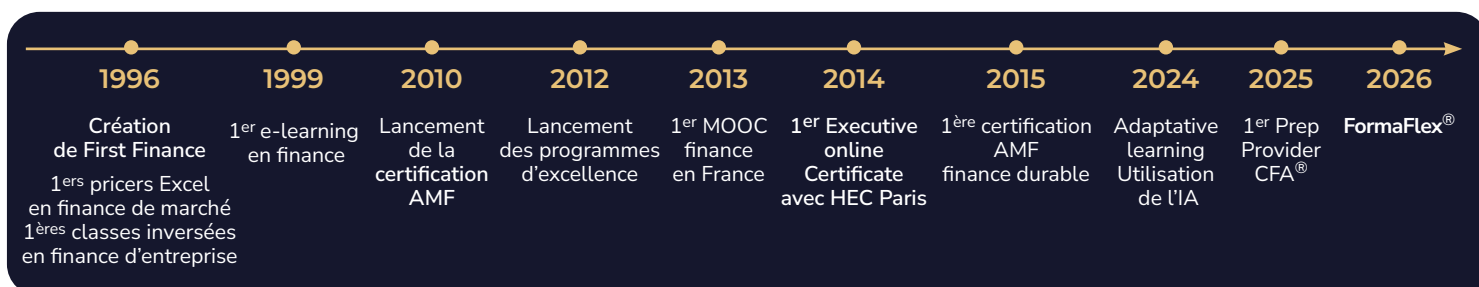 1996
Création
de First Finance
1ers pricers Excel
en finance de marché
1ères classes inversées
en finance d’entreprise
1999
1er e-learning
en finance
2010
Lancement
de la
certification
AMF
2012
Lancement
des programmes
d’excellence
2013
1er MOOC
finance
en France
2014
1er Executive
online
Certificate
avec HEC Paris
2015
1ère certification
AMF
finance durable
2024
Adaptative
learning
Utilisation
de l’IA
2025
1er Prep
Provider
CFA®
2026
FormaFlex®